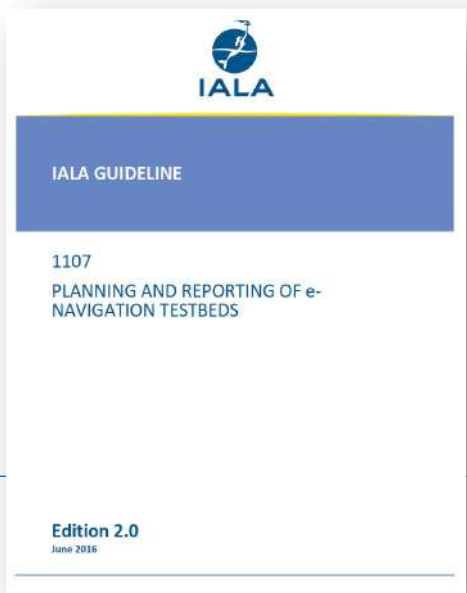 IALA
IALA GUIDELINE
1107
PLANNING AND REPORTING OF e-
NAVIGATION TESTBEDS
Edition 2.0
June 2016